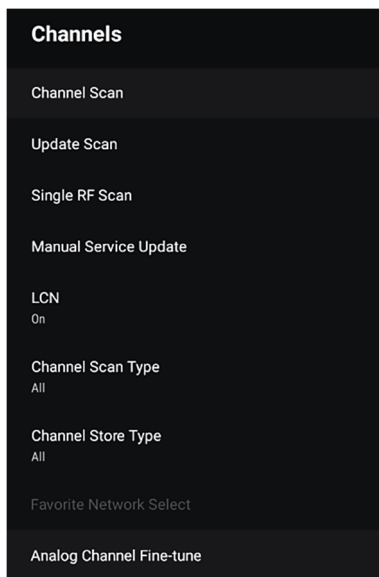 Channels
Channel Scan
Update Scan
Single RF Scan
Manual Service Update
LCN
On
Channel Scan Type
All
Channel Store Type
All
Favorite Network Select
Analog Channel Fine-tune